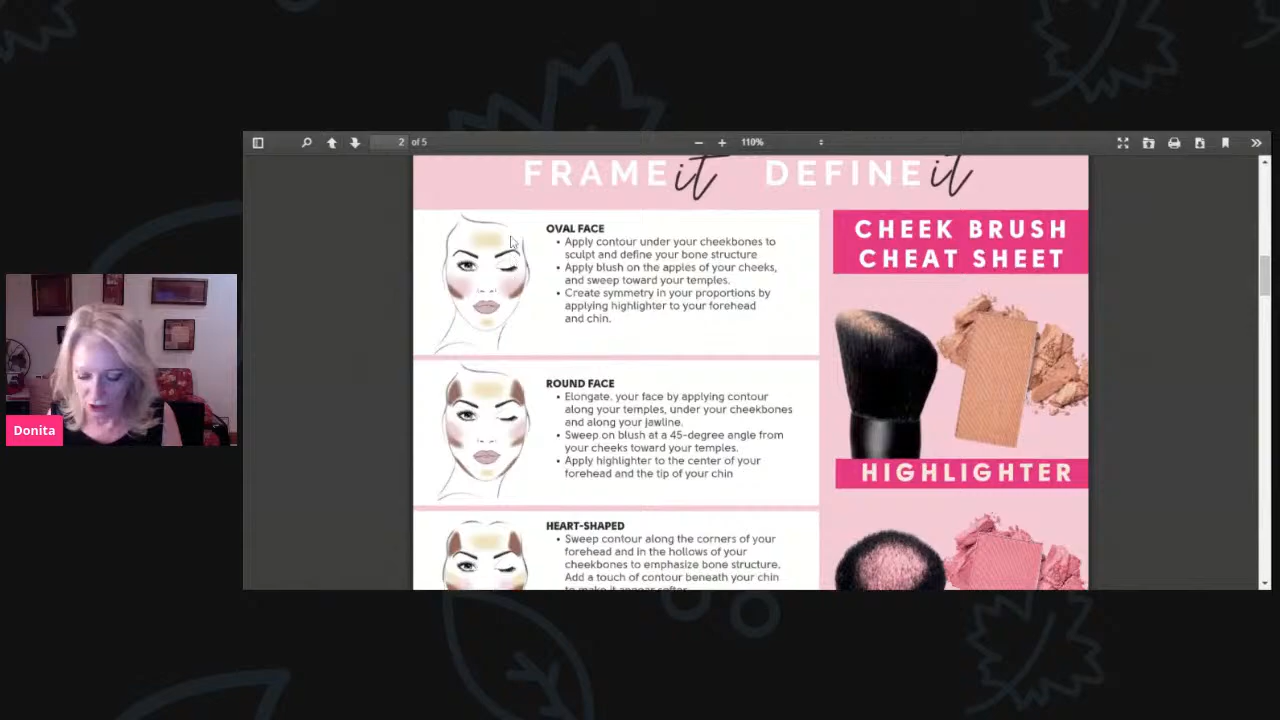 2 of 5
110%
FRAME it DEFINE it
OVAL FACE
• Apply contour under your cheekbones to
sculpt and define your bone structure
• Apply blush on the apples of your cheeks,
and sweep toward your temples.
• Create symmetry in your proportions by
applying highlighter to your forehead
and chin.
ROUND FACE
• Elongate, your face by applying contour
along your temples, under your cheekbones
and along your jawline.
• Sweep on blush at a 45-degree angle from
your cheeks toward your temples.
• Apply highlighter to the center of your
forehead and the tip of your chin
HEART-SHAPED
• Sweep contour along the corners of your
forehead and in the hollows of your
cheekbones to emphasize bone structure.
Add a touch of contour beneath your chin
to make it appear softer
CHEEK BRUSH
CHEAT SHEET
HIGHLIGHTER
Donita